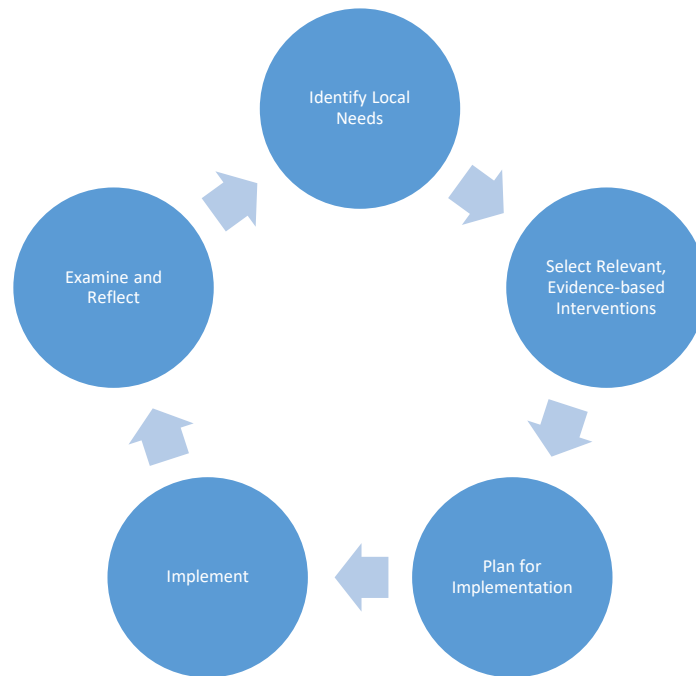 Identify Local
Needs
Select Relevant,
Evidence-based
Interventions
Plan for
Implementation
Implement
Examine and
Reflect